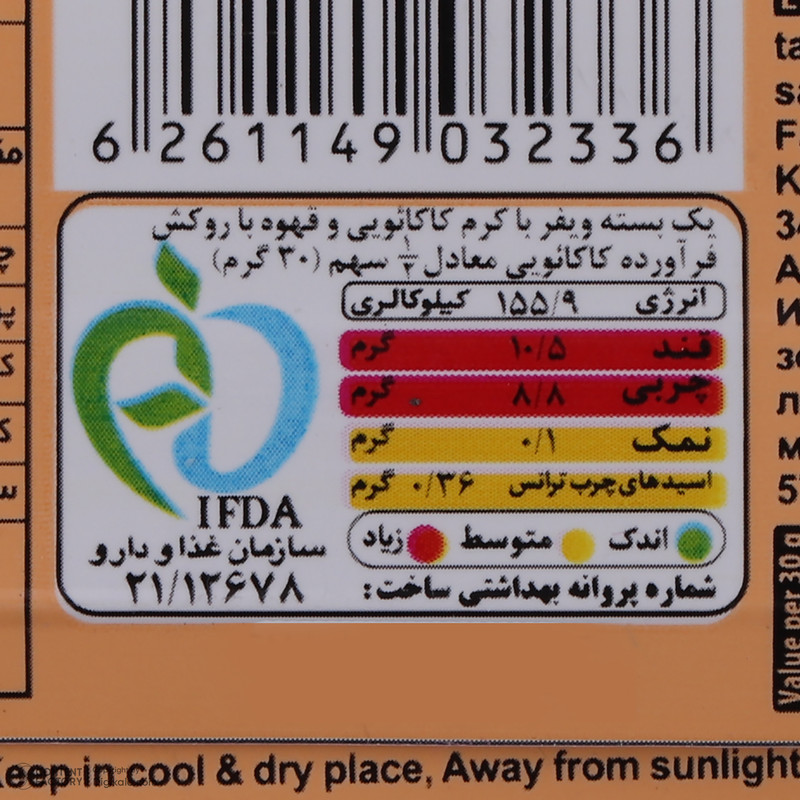 6 261149 032336
یک بسته ویفر با کرم کاکائویی و قهوه با روکش
فرآورده کاکائویی معادل ۱/۲ سهم (۳۰ گرم)
انرژی ۱۵۵/۹ کیلوکالری
قند ۱۰/۵ گرم
چربی ۸/۸ گرم
نمک ۰/۱ گرم
اسیدهای چرب ترانس ۰/۳۶ گرم
اندک متوسط زیاد
IFDA
سازمان غذا و دارو
شماره پروانه بهداشتی ساخت:
۲۱/۱۲۶۷۸
Value per 30 g
Keep in cool & dry place, Away from sunlight